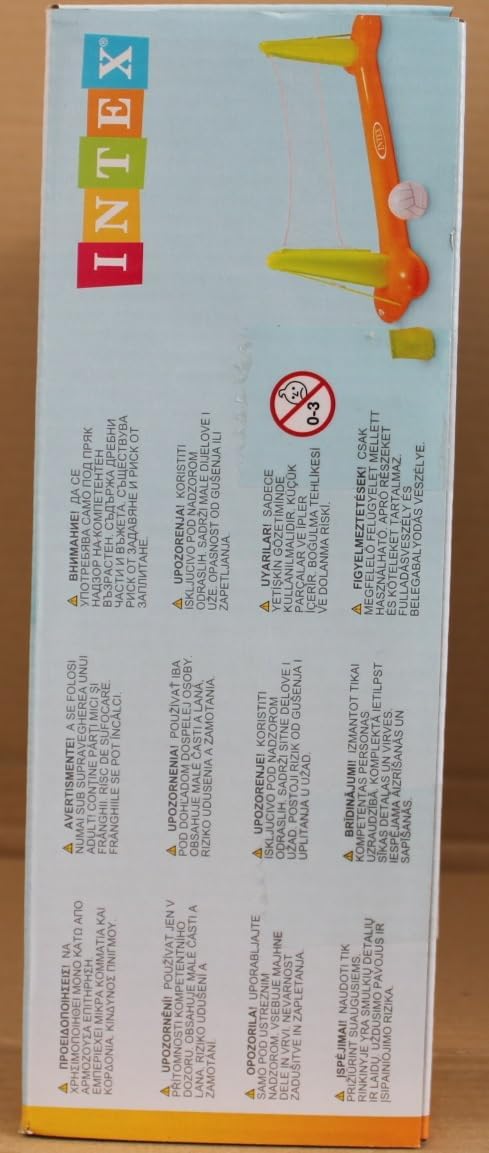 ΠΡΟΕΙΔΟΠΟΙΗΣΕΙΣ! ΝΑ
ΧΡΗΣΙΜΟΠΟΙΗΘΕΙ ΜΟΝΟ ΚΑΤΩ ΑΠΟ
ΑΡΜΟΖΟΥΣΑ ΕΠΙΤΗΡΗΣΗ
ΕΜΠΕΡΙΕΧΕΙ ΜΙΚΡΑ ΚΟΜΜΑΤΙΑ ΚΑΙ
ΚΟΡΔΟΝΙΑ. ΚΙΝΔΥΝΟΣ ΠΝΙΓΜΟΥ.
UPOZORNĚNÍ! POUŽÍVAT JEN V
PŘÍTOMNOSTI KOMPETENTNÍHO
DOZORU. OBSAHUJE MALÉ ČÁSTI A
LANA. RIZIKO UDUŠENÍ A
ZAMOTÁNÍ.
OPOZORILA! UPORABLJAJTE
SAMO POD USTREZNIM
NADZOROM. VSEBUJE MAJHNE
DELE IN VRVI. NEVARNOST
ZADUŠITVE IN ZAPLETANJA.
ĮSPĖJIMAI! NAUDOTI TIK
PRIŽIŪRINT SUAUGUSIEMS.
RINKINYJE YRA SMULKIŲ DETALIŲ
IR LAIDŲ. UŽDUSIMO PAVOJUS IR
ĮSIPAINIOJIMO RIZIKA.
AVERTISMENTE! A SE FOLOSI
NUMAI SUB SUPRAVEGHEREA UNUI
ADULT! CONŢINE PĂRŢI MICI ŞI
FRÂNGHII. RISC DE SUFOCARE.
FRÂNGHIILE SE POT ÎNCÂLCI.
UPOZORNENIA! POUŽÍVAŤ IBA
POD DOHĽADOM DOSPELEJ OSOBY.
OBSAHUJE MALÉ ČASTI A LANÁ.
RIZIKO UDUSENIA A ZAMOTANIA.
UPOZORENJE! KORISTITI
ISKLJUČIVO POD NADZOROM
ODRASLIH. SADRŽI SITNE DELOVE I
UŽAD. POSTOJI RIZIK OD GUŠENJA I
UPLITANJA U UŽAD.
BRĪDINĀJUMI! IZMANTOT TIKAI
KOMPETENTAS PERSONAS
UZRAUDZĪBĀ. KOMPLEKTĀ IETILPST
SĪKAS DETAĻAS UN VIRVES.
IESPĒJAMA AIZRĪŠANĀS UN
SAPĪŠANĀS.
ВНИМАНИЕ! ДА СЕ
УПОТРЕБЯВА САМО ПОД ПРЯК
НАДЗОР НА КОМПЕТЕНТЕН
ВЪЗРАСТЕН. СЪДЪРЖА ДРЕБНИ
ЧАСТИ И ВЪЖЕТА. СЪЩЕСТВУВА
РИСК ОТ ЗАДАВЯНЕ И РИСК ОТ
ЗАПЛИТАНЕ.
UPOZORENJA! KORISTITI
ISKLJUČIVO POD NADZOROM
ODRASLIH. SADRŽI MALE DIJELOVE I
UŽE. OPASNOST OD GUŠENJA ILI
ZAPETLJANJA.
UYARILAR! SADECE
YETİŞKİN GÖZETİMİNDE
KULLANILMALIDIR. KÜÇÜK
PARÇALAR VE İPLER
İÇERİR. BOĞULMA TEHLİKESİ
VE DOLANMA RİSKİ.
FIGYELMEZTETÉSEK! CSAK
MEGFELELŐ FELÜGYELET MELLETT
HASZNÁLHATÓ. APRÓ RÉSZEKET
ÉS KÖTELEKET TARTALMAZ.
FULLADÁSVESZÉLY ÉS
BELEGABALYODÁS VESZÉLYE.
0-3
INTEX®
INTEX